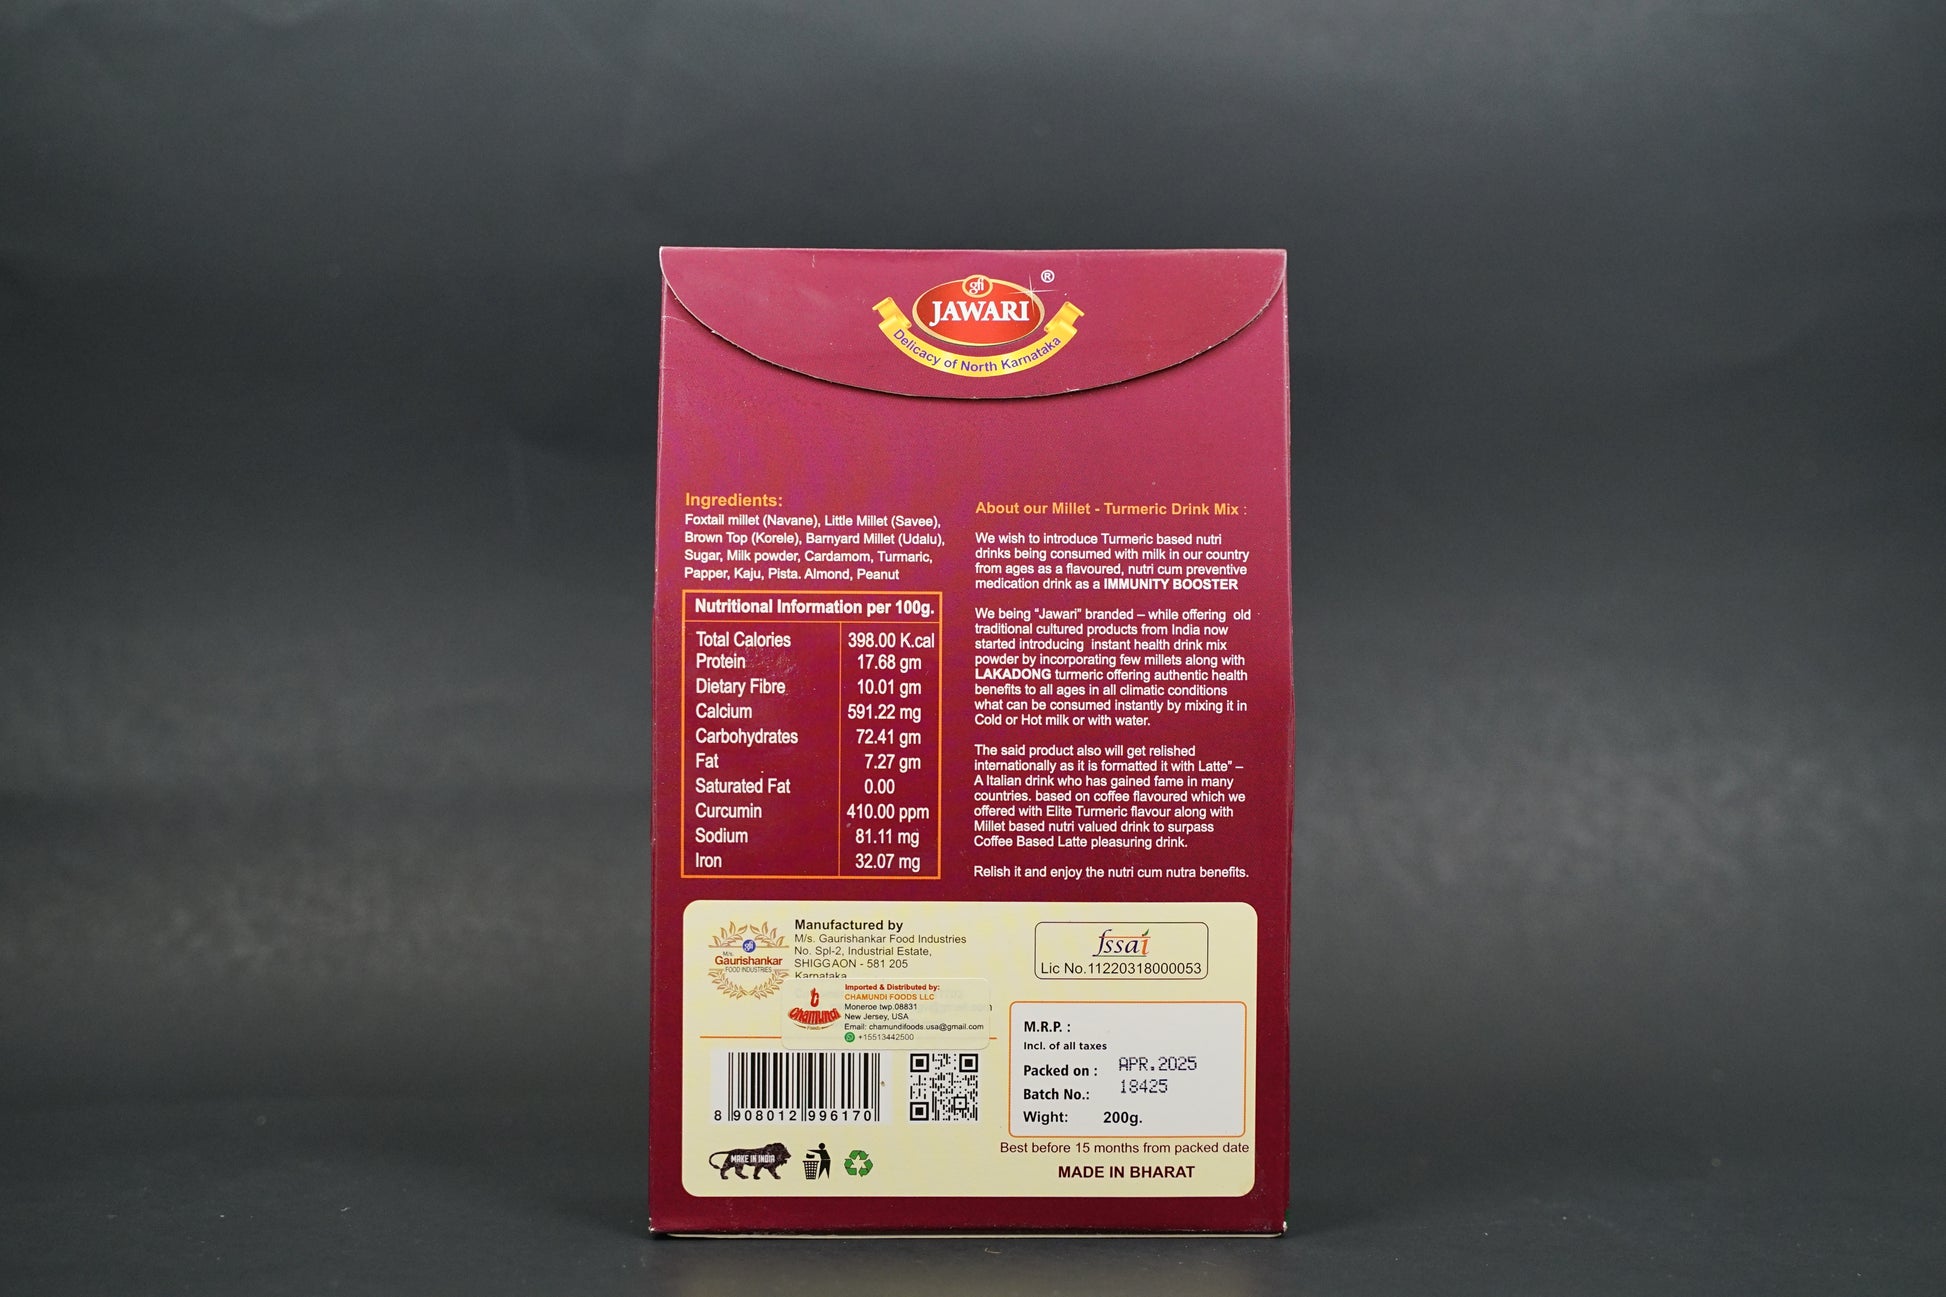 gfi
JAWARI
®
Delicacy of North Karnataka
Ingredients:
Foxtail millet (Navane), Little Millet (Savee),
Brown Top (Korele), Barnyard Millet (Udalu),
Sugar, Milk powder, Cardamom, Turmaric,
Papper, Kaju, Pista. Almond, Peanut
Nutritional Information per 100g.
Total Calories 398.00 K.cal
Protein 17.68 gm
Dietary Fibre 10.01 gm
Calcium 591.22 mg
Carbohydrates 72.41 gm
Fat 7.27 gm
Saturated Fat 0.00
Curcumin 410.00 ppm
Sodium 81.11 mg
Iron 32.07 mg
About our Millet - Turmeric Drink Mix :
We wish to introduce Turmeric based nutri
drinks being consumed with milk in our country
from ages as a flavoured, nutri cum preventive
medication drink as a IMMUNITY BOOSTER
We being “Jawari” branded – while offering old
traditional cultured products from India now
started introducing instant health drink mix
powder by incorporating few millets along with
LAKADONG turmeric offering authentic health
benefits to all ages in all climatic conditions
what can be consumed instantly by mixing it in
Cold or Hot milk or with water.
The said product also will get relished
internationally as it is formatted it with Latte” –
A Italian drink who has gained fame in many
countries. based on coffee flavoured which we
offered with Elite Turmeric flavour along with
Millet based nutri valued drink to surpass
Coffee Based Latte pleasuring drink.
Relish it and enjoy the nutri cum nutra benefits.
gfi
M/s.
Gaurishankar
FOOD INDUSTRIES
Manufactured by
M/s. Gaurishankar Food Industries
No. Spl-2, Industrial Estate,
SHIGGAON - 581 205
Karnataka
Chamundi
Foods
Imported & Distributed by:
CHAMUNDI FOODS LLC
Moneroe twp.08831
New Jersey, USA
Email: chamundifoods.usa@gmail.com
+15513442500
8 908012 996170
MAKE IN INDIA
fssai
Lic No.11220318000053
M.R.P. :
Incl. of all taxes
Packed on : APR.2025
Batch No.: 18425
Wight: 200g.
Best before 15 months from packed date
MADE IN BHARAT